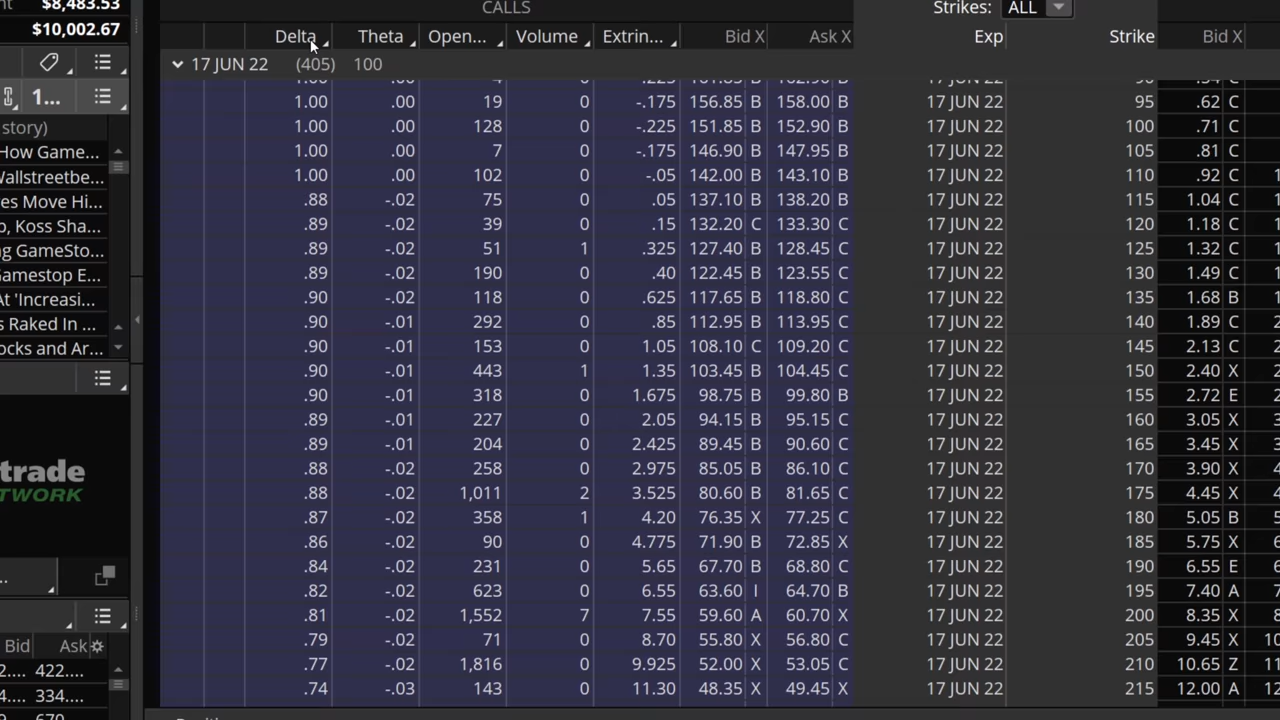 t $8,483.53 CALLS Strikes: ALL
$10,002.67 Delta Theta Open... Volume Extrin... Bid X Ask X Exp Strike Bid X
17 JUN 22 (405) 100
1... 1.00 .00 19 0 -.175 156.85 B 158.00 B 17 JUN 22 95 .62 C
story) 1.00 .00 128 0 -.225 151.85 B 152.90 B 17 JUN 22 100 .71 C
How Game... 1.00 .00 7 0 -.175 146.90 B 147.95 B 17 JUN 22 105 .81 C
Wallstreetbe... 1.00 .00 102 0 -.05 142.00 B 143.10 B 17 JUN 22 110 .92 C
es Move Hi... .88 -.02 75 0 .05 137.10 B 138.20 B 17 JUN 22 115 1.04 C
p, Koss Sha... .89 -.02 39 0 .15 132.20 C 133.30 C 17 JUN 22 120 1.18 C
ng GameSto... .89 -.02 51 1 .325 127.40 B 128.45 B 17 JUN 22 125 1.32 C
Gamestop E... .89 -.02 190 0 .40 122.45 B 123.55 C 17 JUN 22 130 1.49 C
At 'Increasi... .90 -.02 118 0 .625 117.65 B 118.80 C 17 JUN 22 135 1.68 B
s Raked In ... .90 -.01 292 0 .85 112.95 B 113.95 C 17 JUN 22 140 1.89 C
ocks and Ar... .90 -.01 153 0 1.05 108.10 C 109.20 C 17 JUN 22 145 2.13 C
.90 -.01 443 1 1.35 103.45 B 104.45 C 17 JUN 22 150 2.40 X
.90 -.01 318 0 1.675 98.75 B 99.80 B 17 JUN 22 155 2.72 E
.89 -.01 227 0 2.05 94.15 B 95.15 C 17 JUN 22 160 3.05 X
.89 -.01 204 0 2.425 89.45 B 90.60 C 17 JUN 22 165 3.45 X
trade .88 -.02 258 0 2.975 85.05 B 86.10 C 17 JUN 22 170 3.90 X
WORK .88 -.02 1,011 2 3.525 80.60 B 81.65 C 17 JUN 22 175 4.45 X
.87 -.02 358 1 4.20 76.35 X 77.25 C 17 JUN 22 180 5.05 B
.86 -.02 90 0 4.775 71.90 B 72.85 X 17 JUN 22 185 5.75 X
.84 -.02 231 0 5.65 67.70 B 68.80 C 17 JUN 22 190 6.55 E
.82 -.02 623 0 6.55 63.60 I 64.70 B 17 JUN 22 195 7.40 A
.81 -.02 1,552 7 7.55 59.60 A 60.70 X 17 JUN 22 200 8.35 X
Bid Ask .79 -.02 71 0 8.70 55.80 X 56.80 C 17 JUN 22 205 9.45 X
2.... 422.... .77 -.02 1,816 0 9.925 52.00 X 53.05 C 17 JUN 22 210 10.65 Z
4.... 334.... .74 -.03 143 0 11.30 48.35 X 49.45 X 17 JUN 22 215 12.00 A